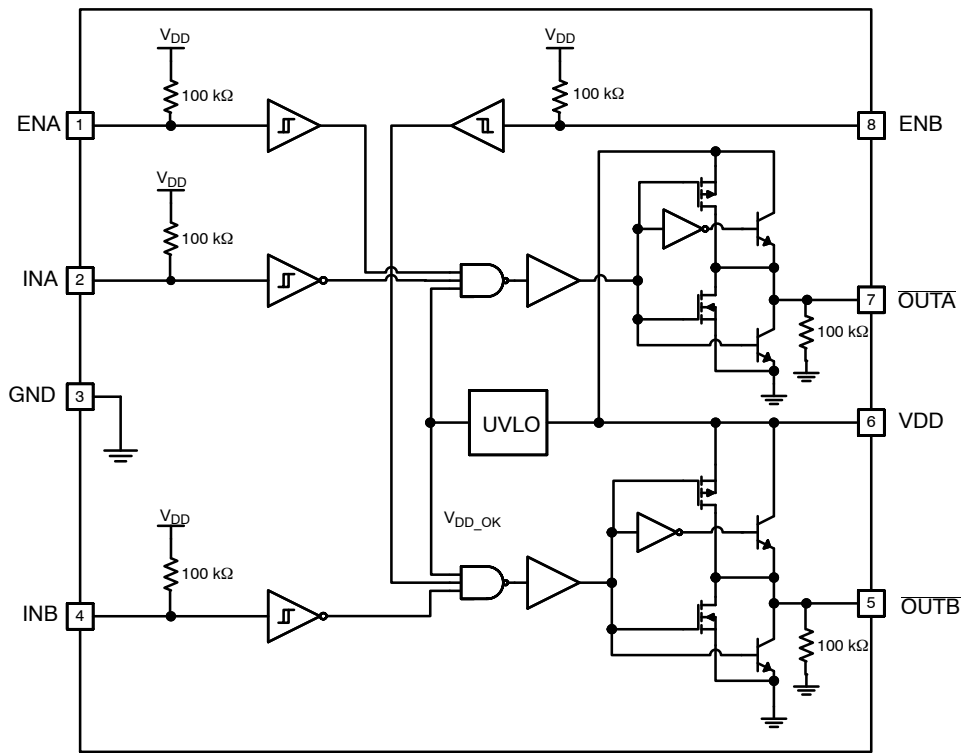 V_DD
V_DD
100 kΩ
100 kΩ
ENA 1
8 ENB
V_DD
100 kΩ
INA 2
7 OUTA
100 kΩ
GND 3
UVLO
6 VDD
V_DD
V_DD_OK
100 kΩ
INB 4
5 OUTB
100 kΩ